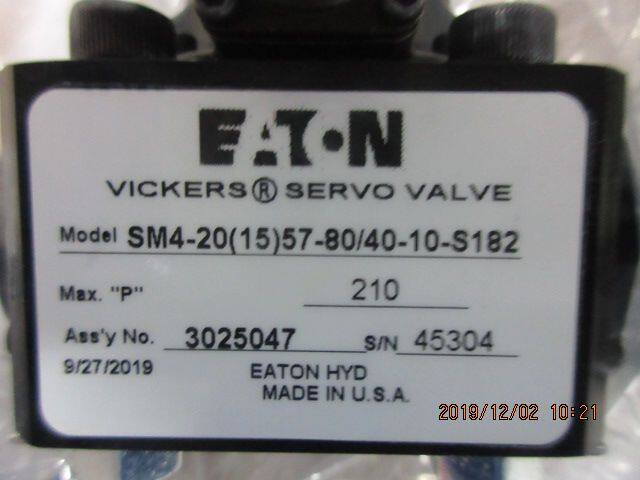 EATON
VICKERS® SERVO VALVE
Model SM4-20(15)57-80/40-10-S182
Max. "P" 210
Ass'y No. 3025047 S/N 45304
9/27/2019 EATON HYD
MADE IN U.S.A.
2019/12/02 10:21